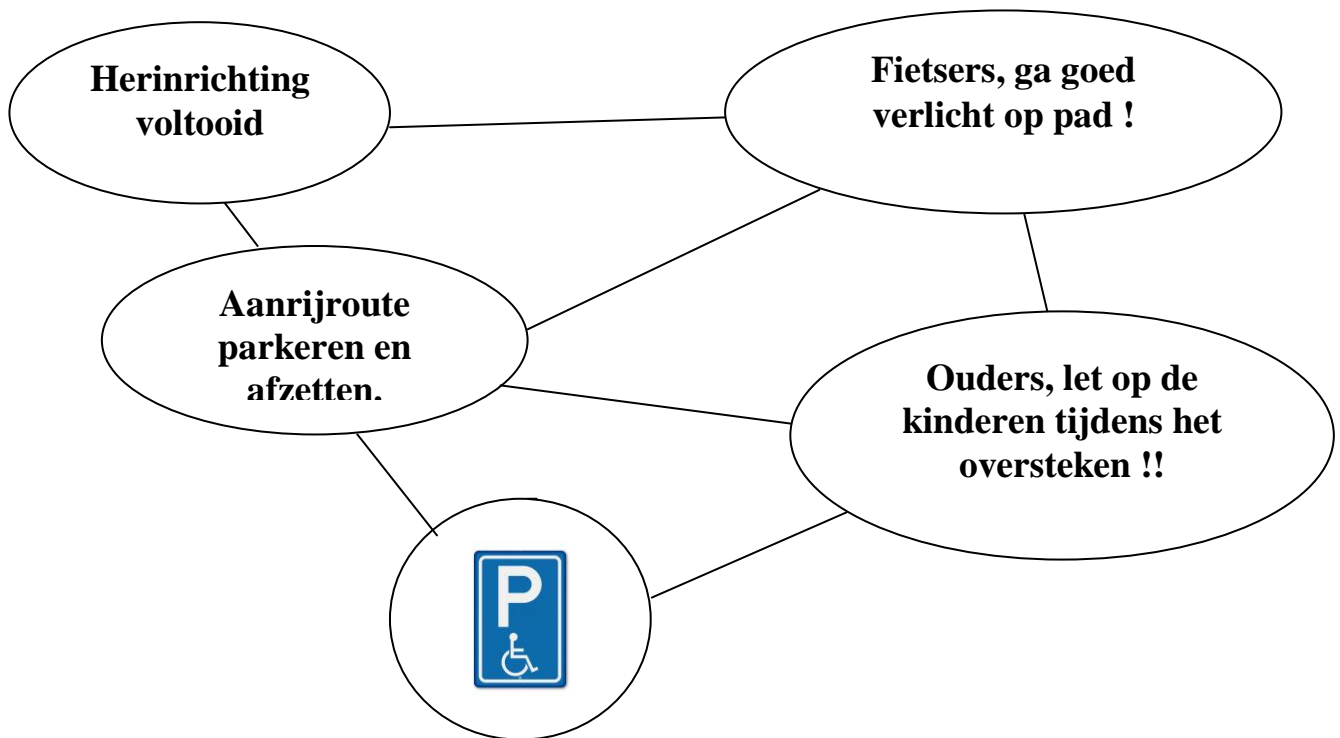 Herinrichting
voltooid
Fietsers, ga goed
verlicht op pad !
Aanrijroute
parkeren en
afzetten.
Ouders, let op de
kinderen tijdens het
oversteken !!
P